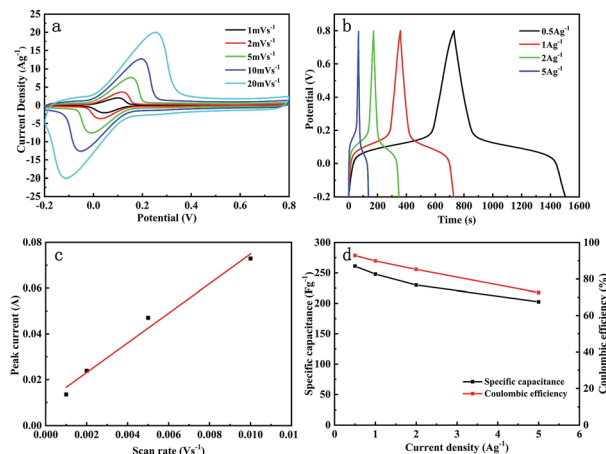 a
Current Density (Ag⁻¹)
25
20
15
10
5
0
-5
-10
-15
-20
-25
-0.2
0.0
0.2
0.4
0.6
0.8
Potential (V)
1mVs⁻¹
2mVs⁻¹
5mVs⁻¹
10mVs⁻¹
20mVs⁻¹
b
Potential (V)
0.8
0.4
0.0
-0.2
0
200
400
600
800
1000
1200
1400
1600
Time (s)
0.5Ag⁻¹
1Ag⁻¹
2Ag⁻¹
5Ag⁻¹
c
Peak current (A)
0.08
0.06
0.04
0.02
0.00
0.000
0.002
0.004
0.006
0.008
0.010
0.01
Scan rate (Vs⁻¹)
d
Specific capacitance (Fg⁻¹)
300
250
200
150
100
50
0
0
1
2
3
4
5
6
Current density (Ag⁻¹)
Specific capacitance
Coulombic efficiency
100
80
60
40
20
0
Coulombic efficiency (%)